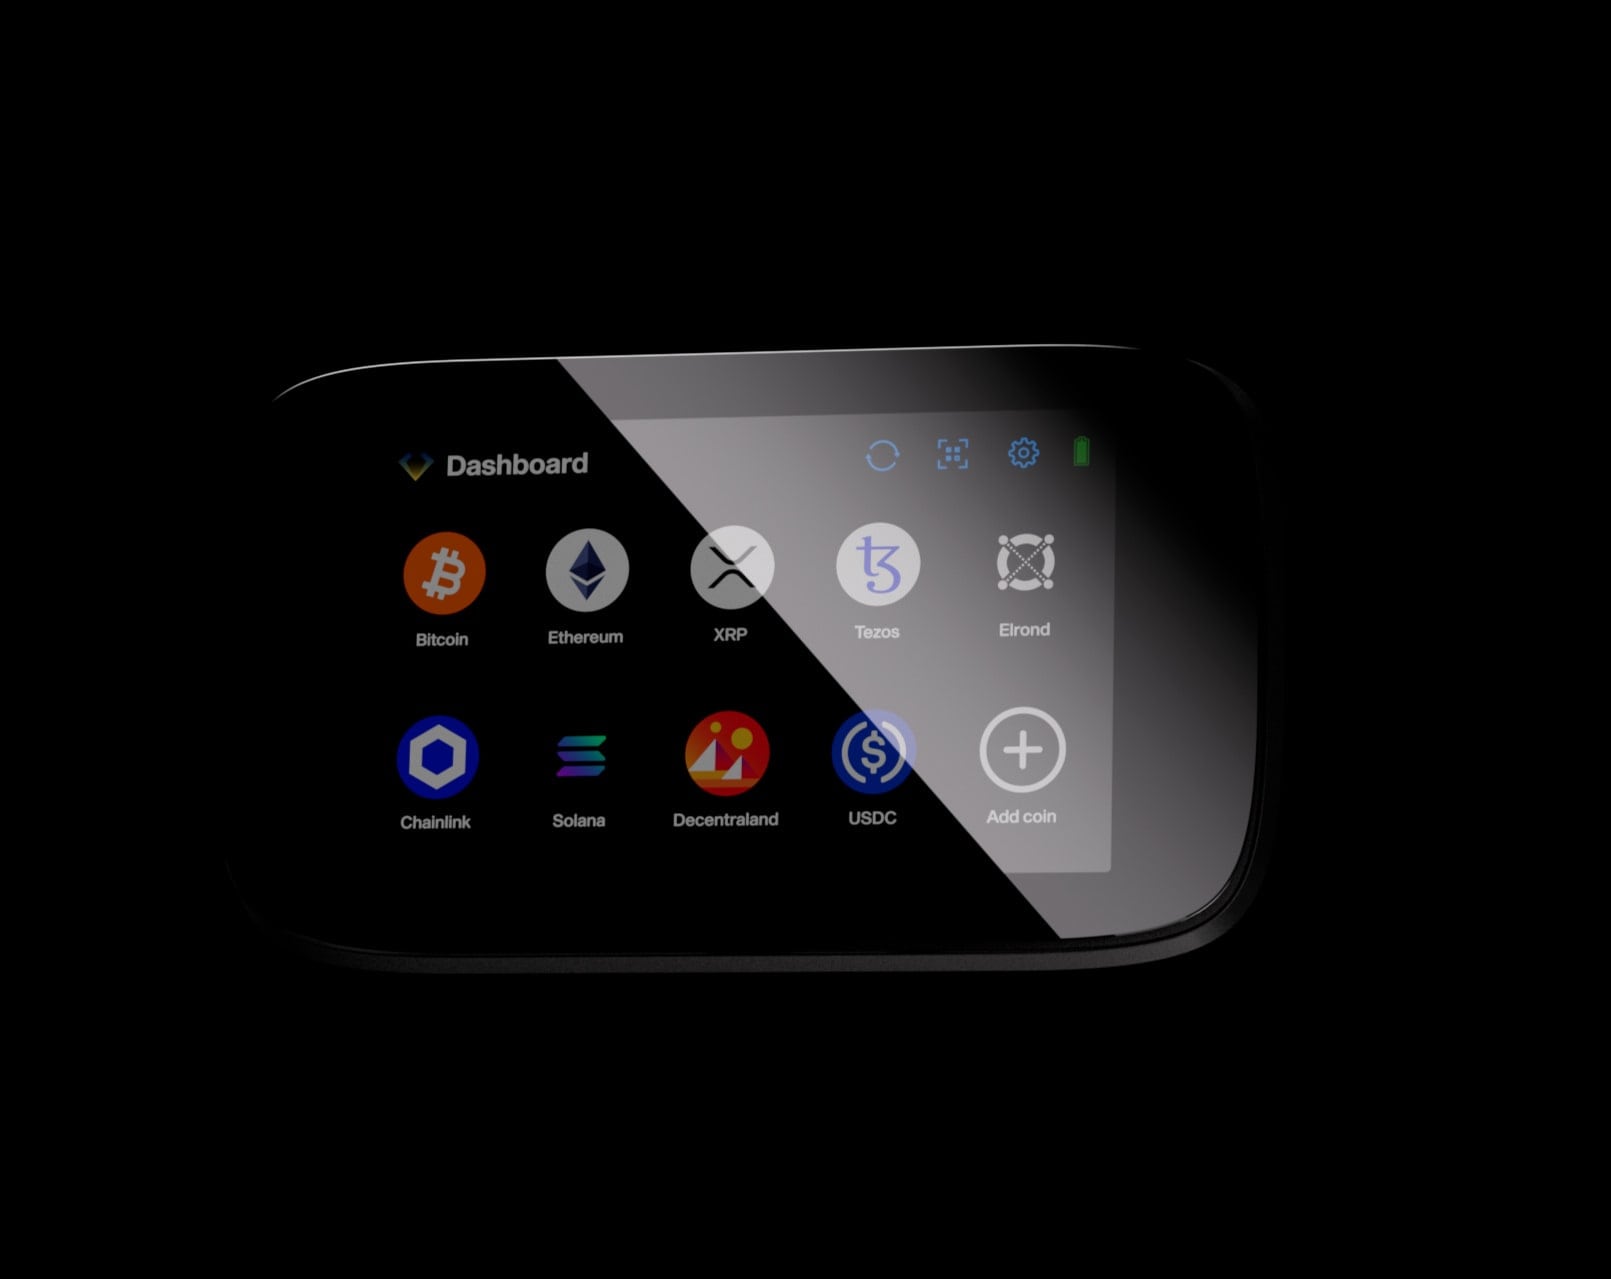 Dashboard
Bitcoin Ethereum XRP Tezos Elrond
Chainlink Solana Decentraland USDC Add coin